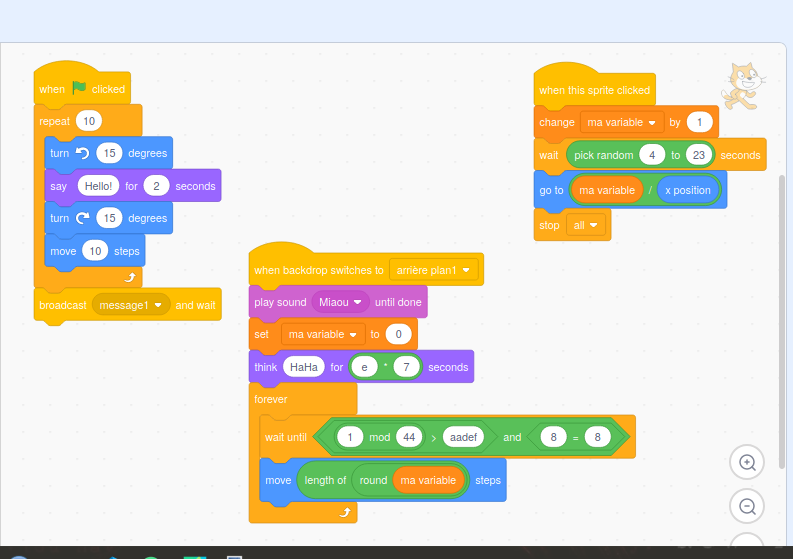 when clicked
repeat 10
turn 15 degrees
say Hello! for 2 seconds
turn 15 degrees
move 10 steps
broadcast message1 and wait
when backdrop switches to arrière plan1
play sound Miaou until done
set ma variable to 0
think HaHa for e * 7 seconds
forever
wait until 1 mod 44 > aadef and 8 = 8
move length of round ma variable steps
when this sprite clicked
change ma variable by 1
wait pick random 4 to 23 seconds
go to ma variable / x position
stop all